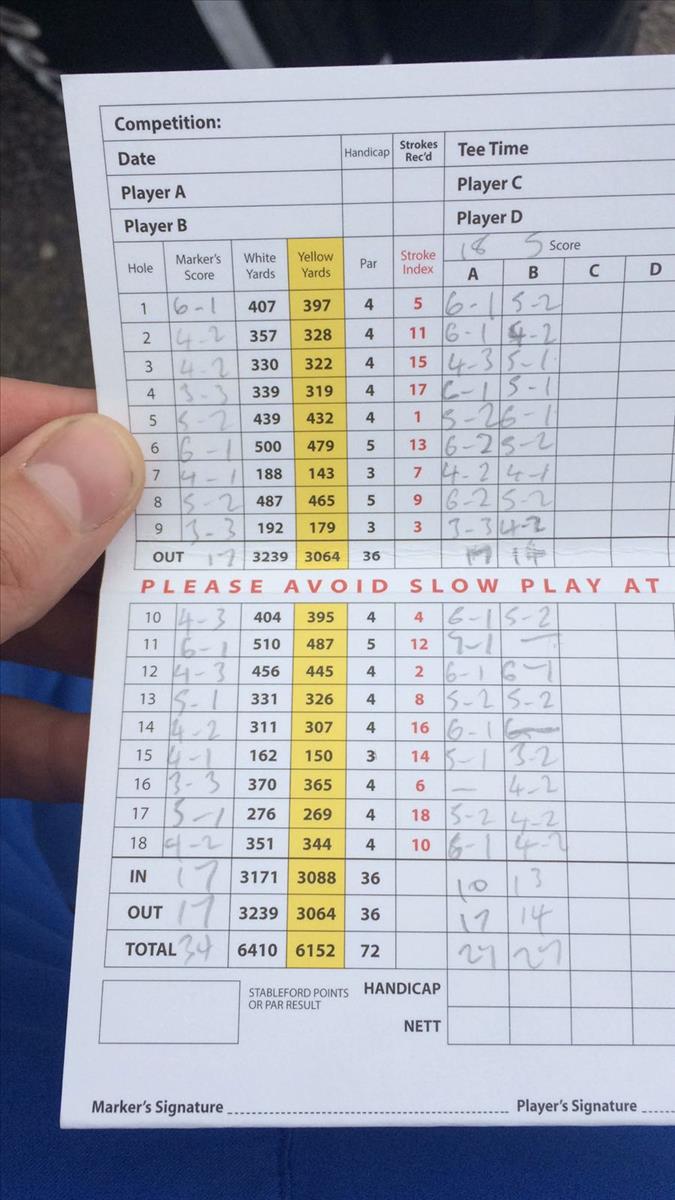 Competition:
Date Handicap Strokes Rec'd Tee Time
Player A Player C
Player B Player D
18 5 Score
Hole Marker's Score White Yards Yellow Yards Par Stroke Index A B C D
1 6-1 407 397 4 5 6-1 5-2
2 4-2 357 328 4 11 6-1 4-2
3 4-2 330 322 4 15 4-3 5-1
4 3-3 339 319 4 17 6-1 5-1
5 5-2 439 432 4 1 5-2 6-1
6 6-1 500 479 5 13 6-2 5-2
7 4-1 188 143 3 7 4-2 4-1
8 5-2 487 465 5 9 6-2 5-2
9 3-3 192 179 3 3 3-3 4-2
OUT 17 3239 3064 36 17 14
PLEASE AVOID SLOW PLAY AT
10 4-3 404 395 4 4 6-1 5-2
11 6-1 510 487 5 12 -1 —
12 4-3 456 445 4 2 6-1 6-1
13 5-1 331 326 4 8 5-2 5-2
14 4-2 311 307 4 16 6-1 6—
15 4-1 162 150 3 14 5-1 3-2
16 3-3 370 365 4 6 — 4-2
17 5-1 276 269 4 18 5-2 4-2
18 4-2 351 344 4 10 6-1 4-2
IN 17 3171 3088 36 10 13
OUT 17 3239 3064 36 17 14
TOTAL 34 6410 6152 72 27 27
STABLEFORD POINTS HANDICAP
OR PAR RESULT
NETT
Marker's Signature Player's Signature